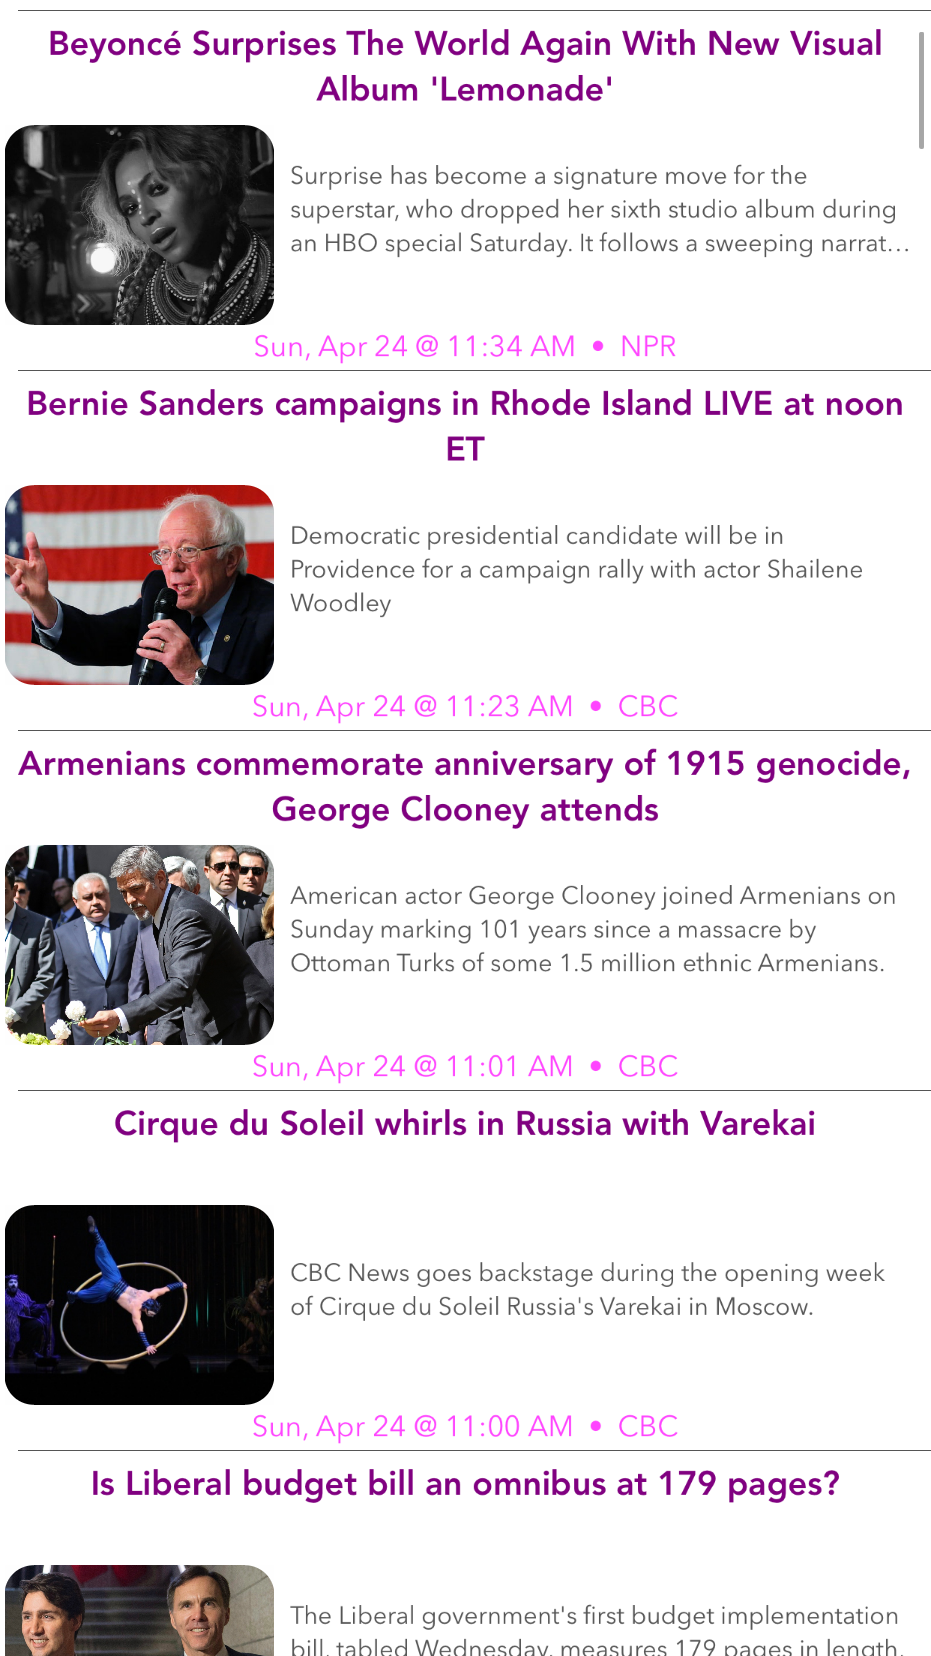 Beyoncé Surprises The World Again With New Visual
Album 'Lemonade'
Surprise has become a signature move for the
superstar, who dropped her sixth studio album during
an HBO special Saturday. It follows a sweeping narrat…
Sun, Apr 24 @ 11:34 AM • NPR
Bernie Sanders campaigns in Rhode Island LIVE at noon
ET
Democratic presidential candidate will be in
Providence for a campaign rally with actor Shailene
Woodley
Sun, Apr 24 @ 11:23 AM • CBC
Armenians commemorate anniversary of 1915 genocide,
George Clooney attends
American actor George Clooney joined Armenians on
Sunday marking 101 years since a massacre by
Ottoman Turks of some 1.5 million ethnic Armenians.
Sun, Apr 24 @ 11:01 AM • CBC
Cirque du Soleil whirls in Russia with Varekai
CBC News goes backstage during the opening week
of Cirque du Soleil Russia's Varekai in Moscow.
Sun, Apr 24 @ 11:00 AM • CBC
Is Liberal budget bill an omnibus at 179 pages?
The Liberal government's first budget implementation
bill, tabled Wednesday, measures 179 pages in length.